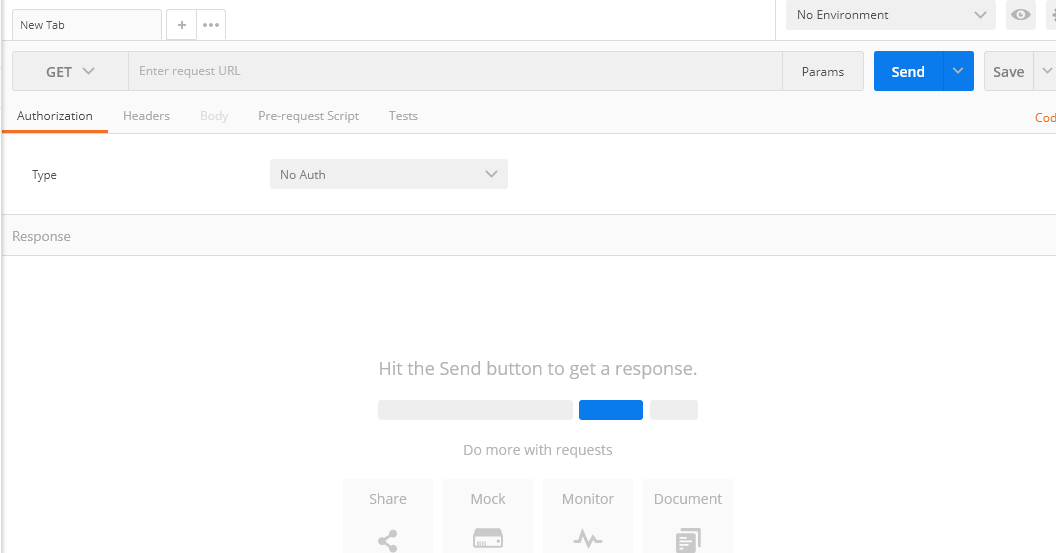 New Tab
No Environment
GET
Enter request URL
Params
Send
Save
Authorization
Headers
Body
Pre-request Script
Tests
Cod
Type
No Auth
Response
Hit the Send button to get a response.
Do more with requests
Share
Mock
Monitor
Document